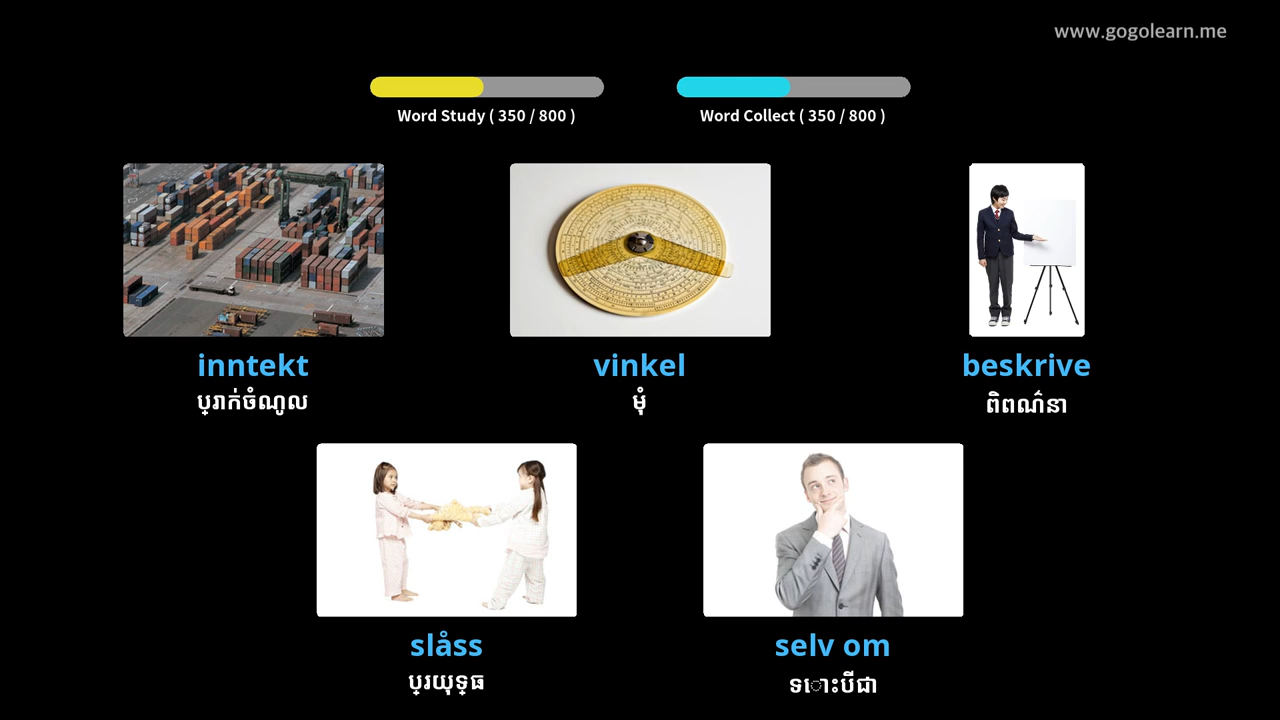 www.gogolearn.me
Word Study ( 350 / 800 )
Word Collect ( 350 / 800 )
inntekt
ប្រាក់ចំណូល
vinkel
មុំ
beskrive
ពិពណ៌នា
slåss
ប្រយុទ្ធ
selv om
ទោះបីជា